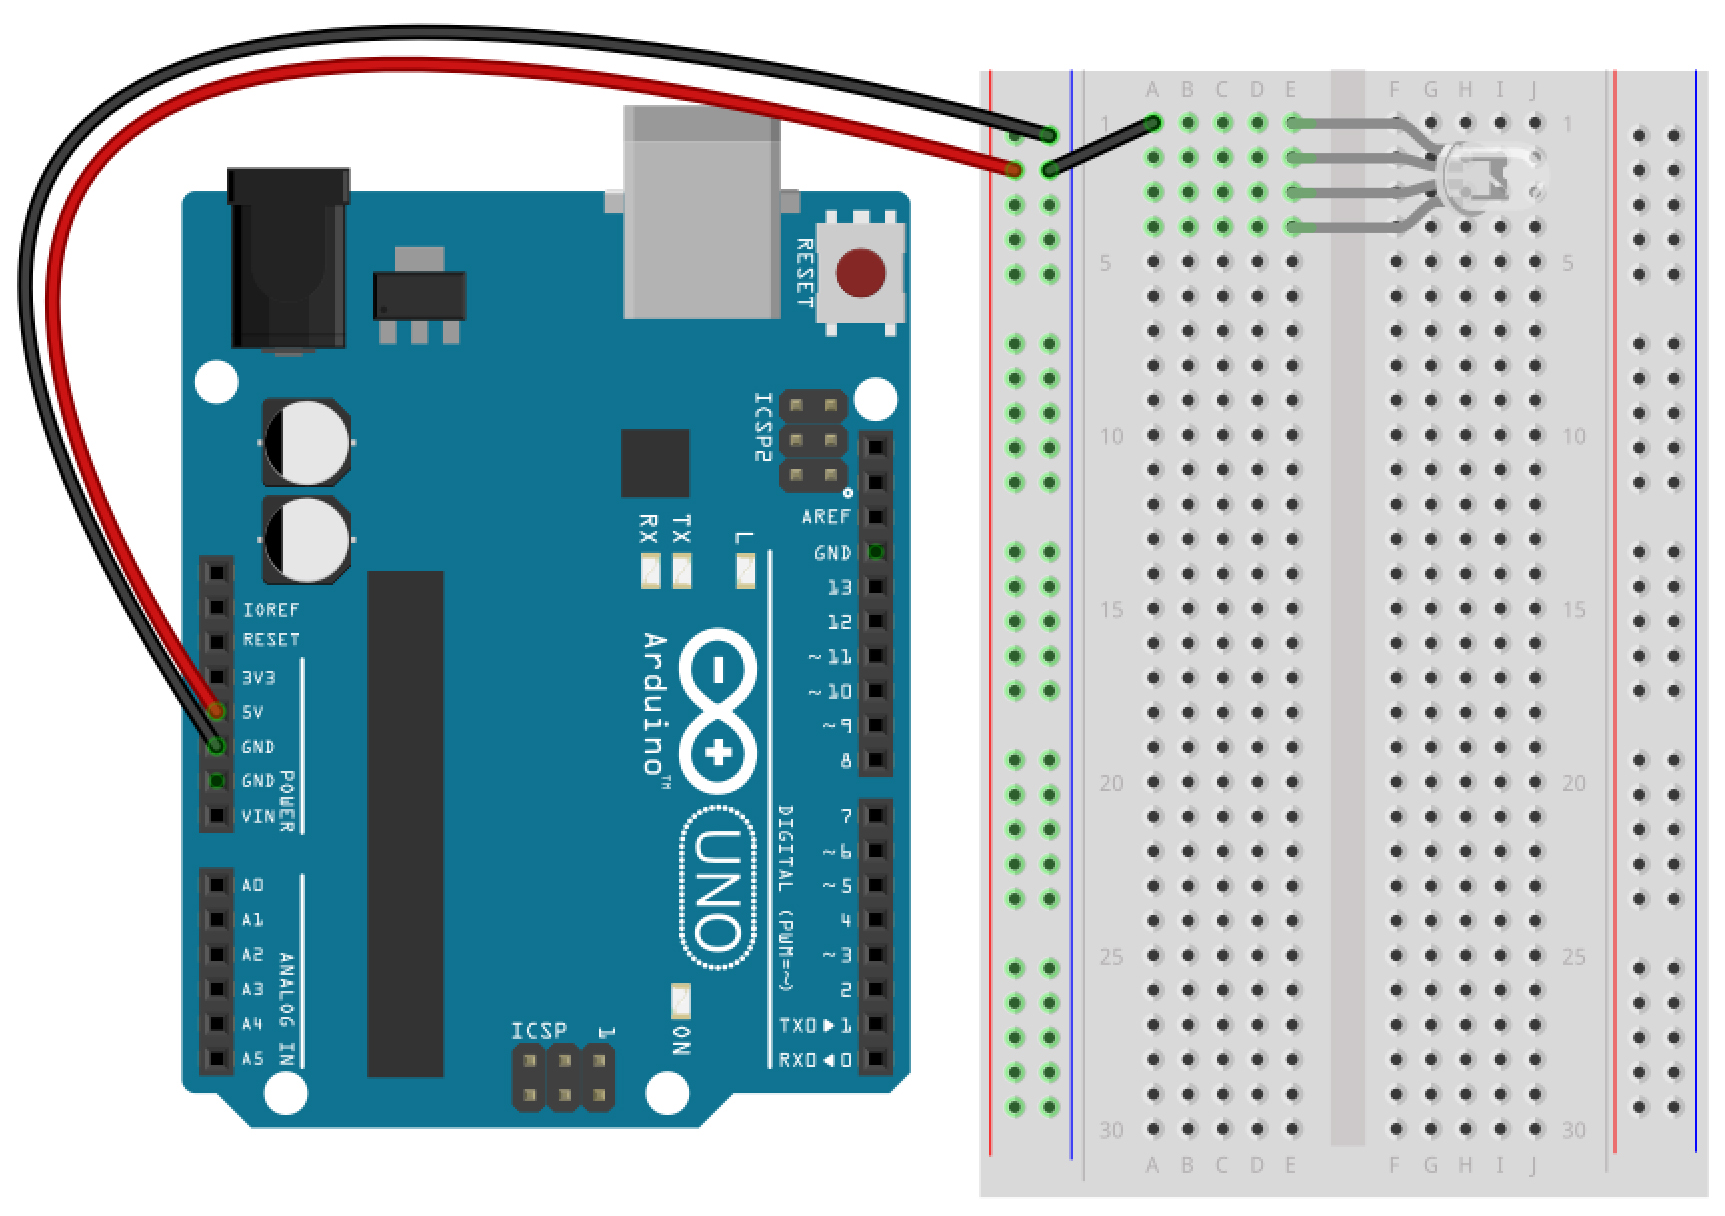 A B C D E F G H I J
1 1
5 5
10 10
15 15
20 20
25 25
30 30
A B C D E F G H I J
RESET
ICSP2
AREF
GND
13
12
~ 11
~ 10
~ 9
8
7
~ 6
~ 5
4
~ 3
2
TX0 ▶ 1
RX0 ◀ 0
DIGITAL (PWM=~)
RX
TX
L
Arduino™
UNO
ON
ICSP
1
IOREF
RESET
3V3
5V
GND
GND
VIN
POWER
A0
A1
A2
A3
A4
A5
ANALOG IN